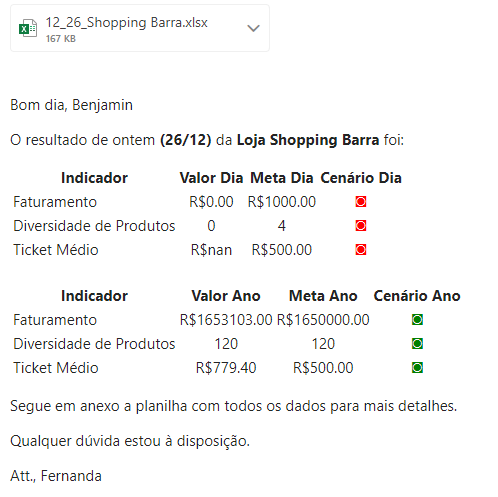 12_26_Shopping Barra.xlsx
167 KB
Bom dia, Benjamin
O resultado de ontem (26/12) da Loja Shopping Barra foi:
Indicador Valor Dia Meta Dia Cenário Dia
Faturamento R$0.00 R$1000.00 ◙
Diversidade de Produtos 0 4 ◙
Ticket Médio R$nan R$500.00 ◙
Indicador Valor Ano Meta Ano Cenário Ano
Faturamento R$1653103.00 R$1650000.00 ◙
Diversidade de Produtos 120 120 ◙
Ticket Médio R$779.40 R$500.00 ◙
Segue em anexo a planilha com todos os dados para mais detalhes.
Qualquer dúvida estou à disposição.
Att., Fernanda